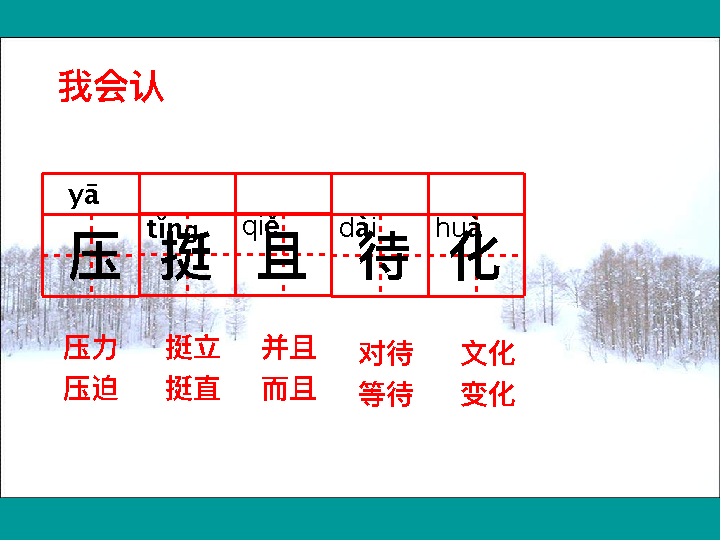 我会认
yā tǐng qiě dài huà
压 挺 且 待 化
压力 挺立 并且 对待 文化
压迫 挺直 而且 等待 变化